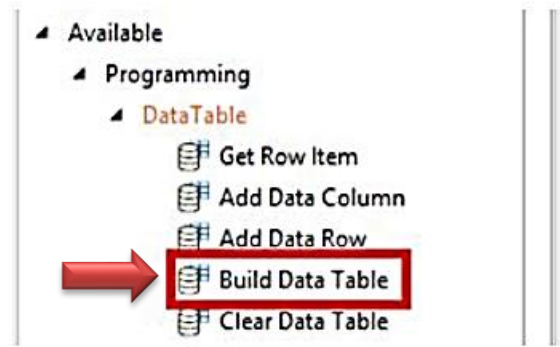 Available
Programming
DataTable
Get Row Item
Add Data Column
Add Data Row
Build Data Table
Clear Data Table